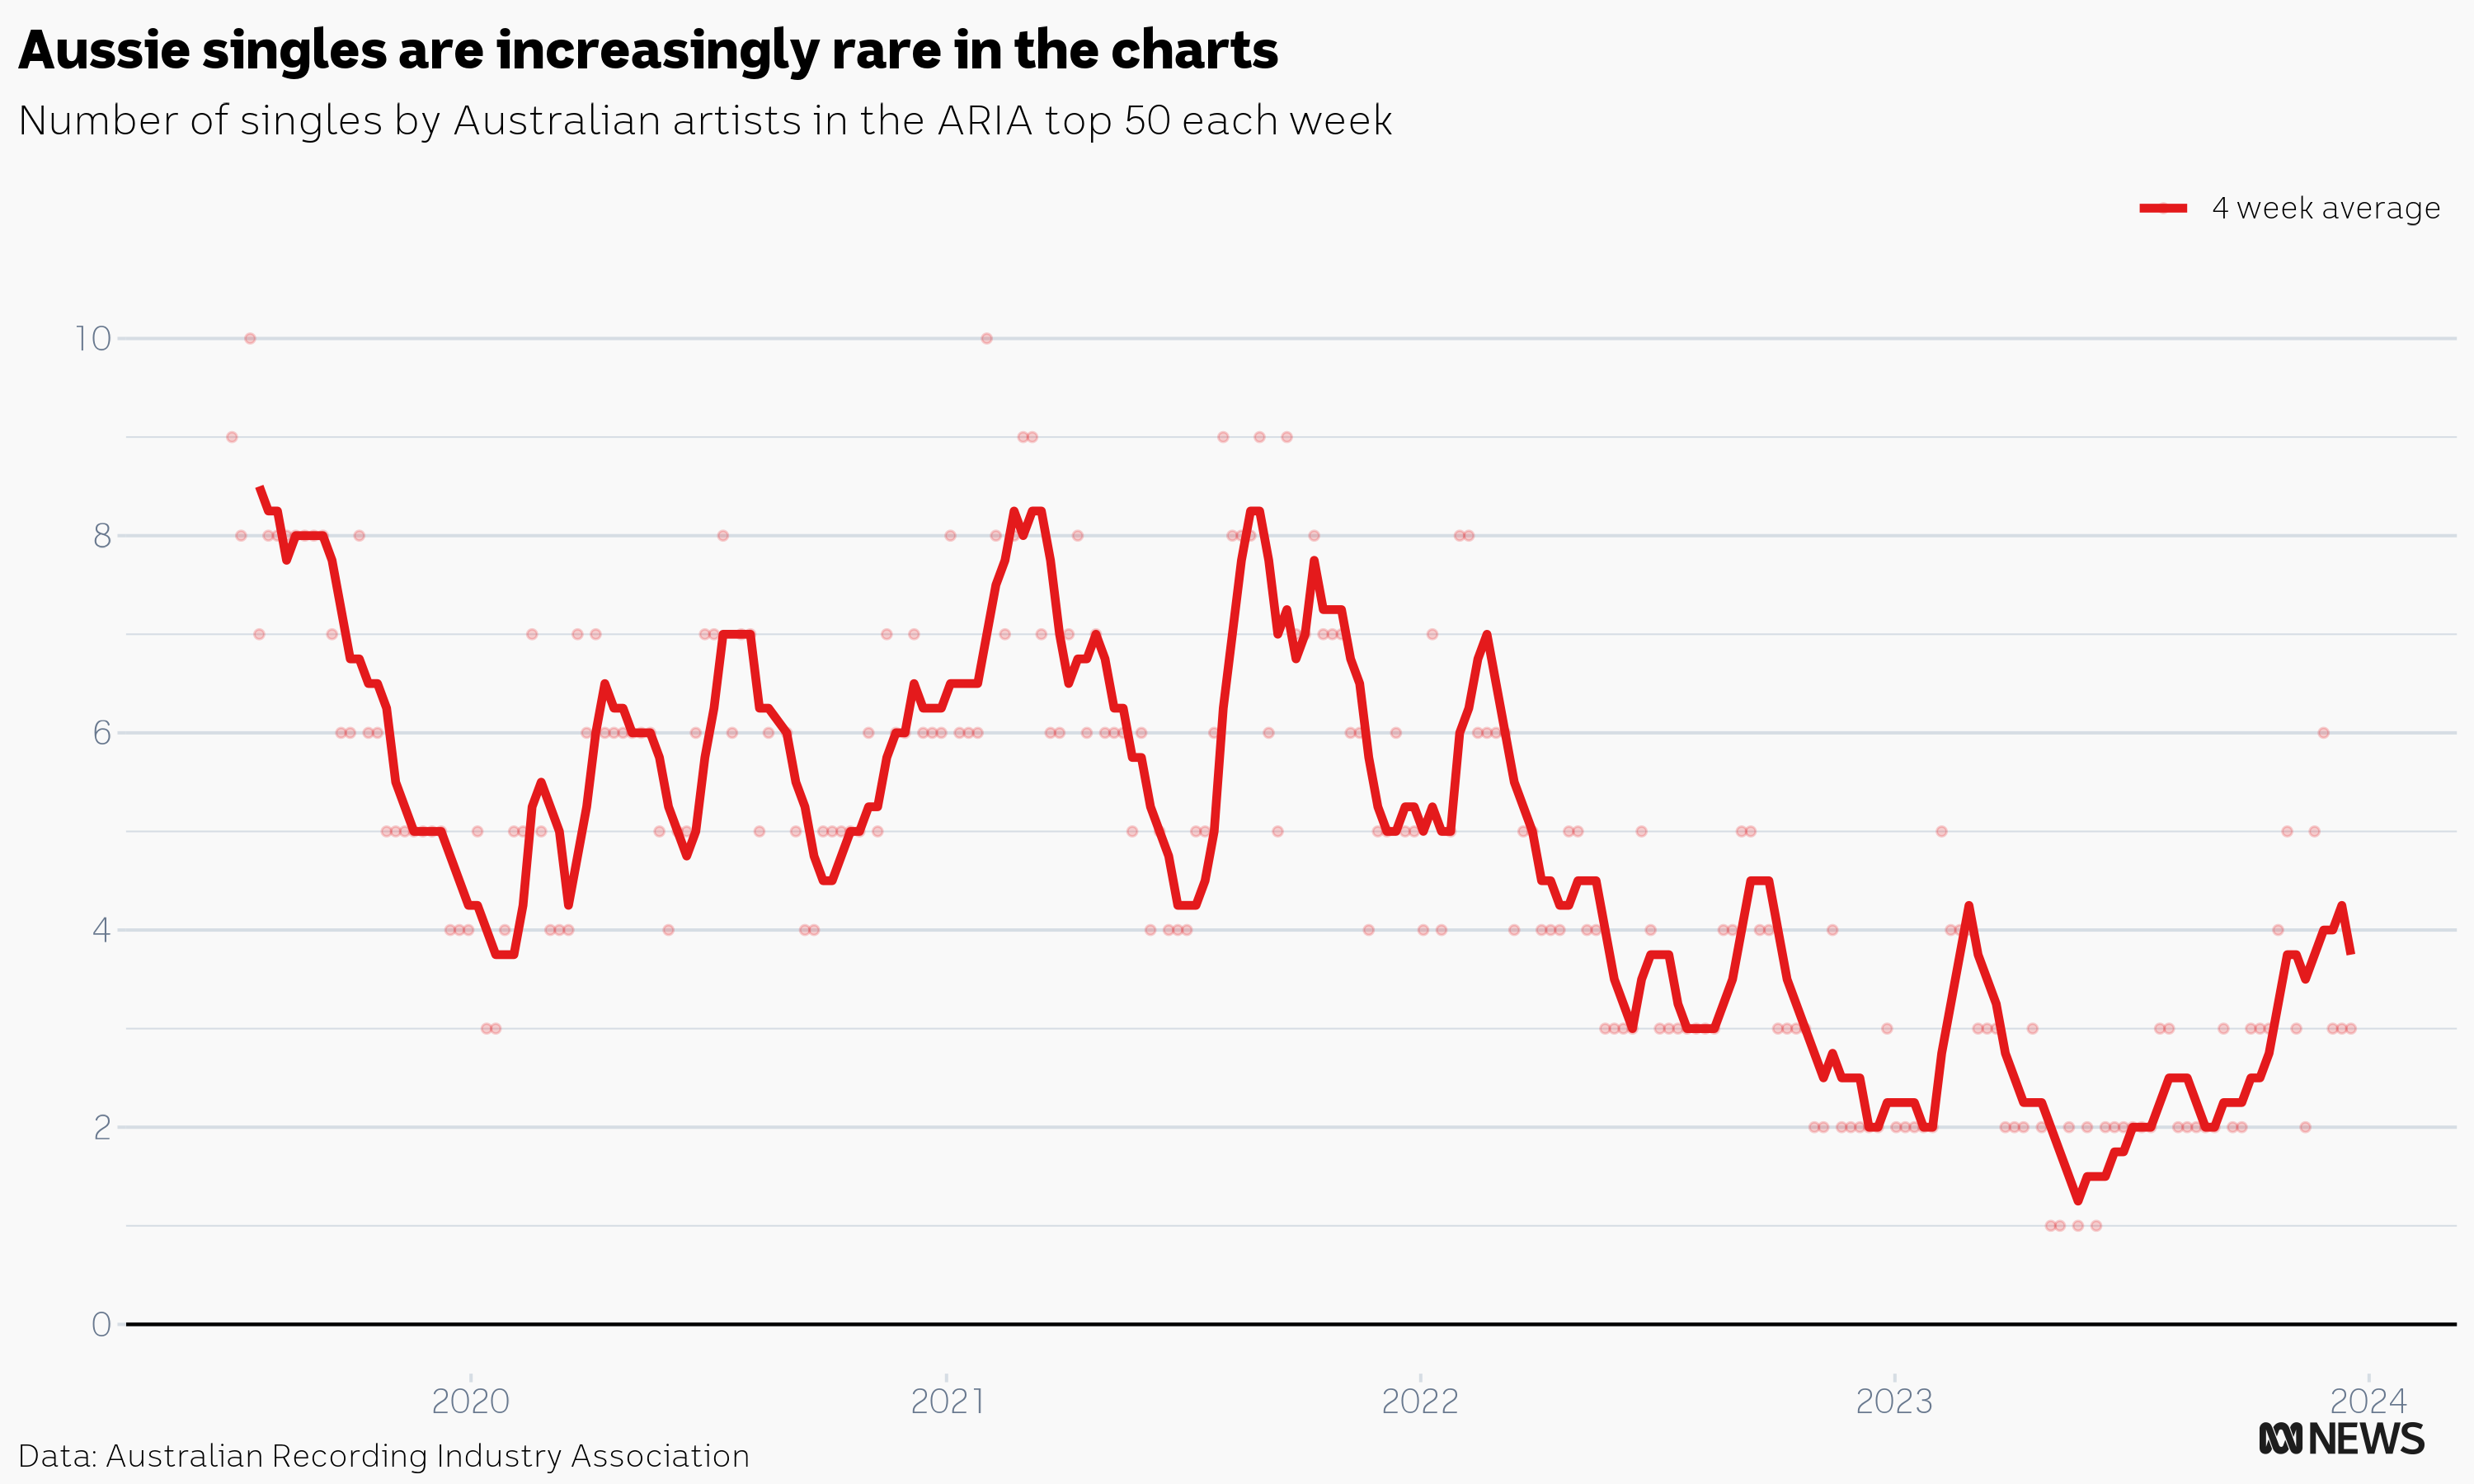 Aussie singles are increasingly rare in the charts
Number of singles by Australian artists in the ARIA top 50 each week
4 week average
10
8
6
4
2
0
2020 2021 2022 2023 2024
Data: Australian Recording Industry Association
NEWS